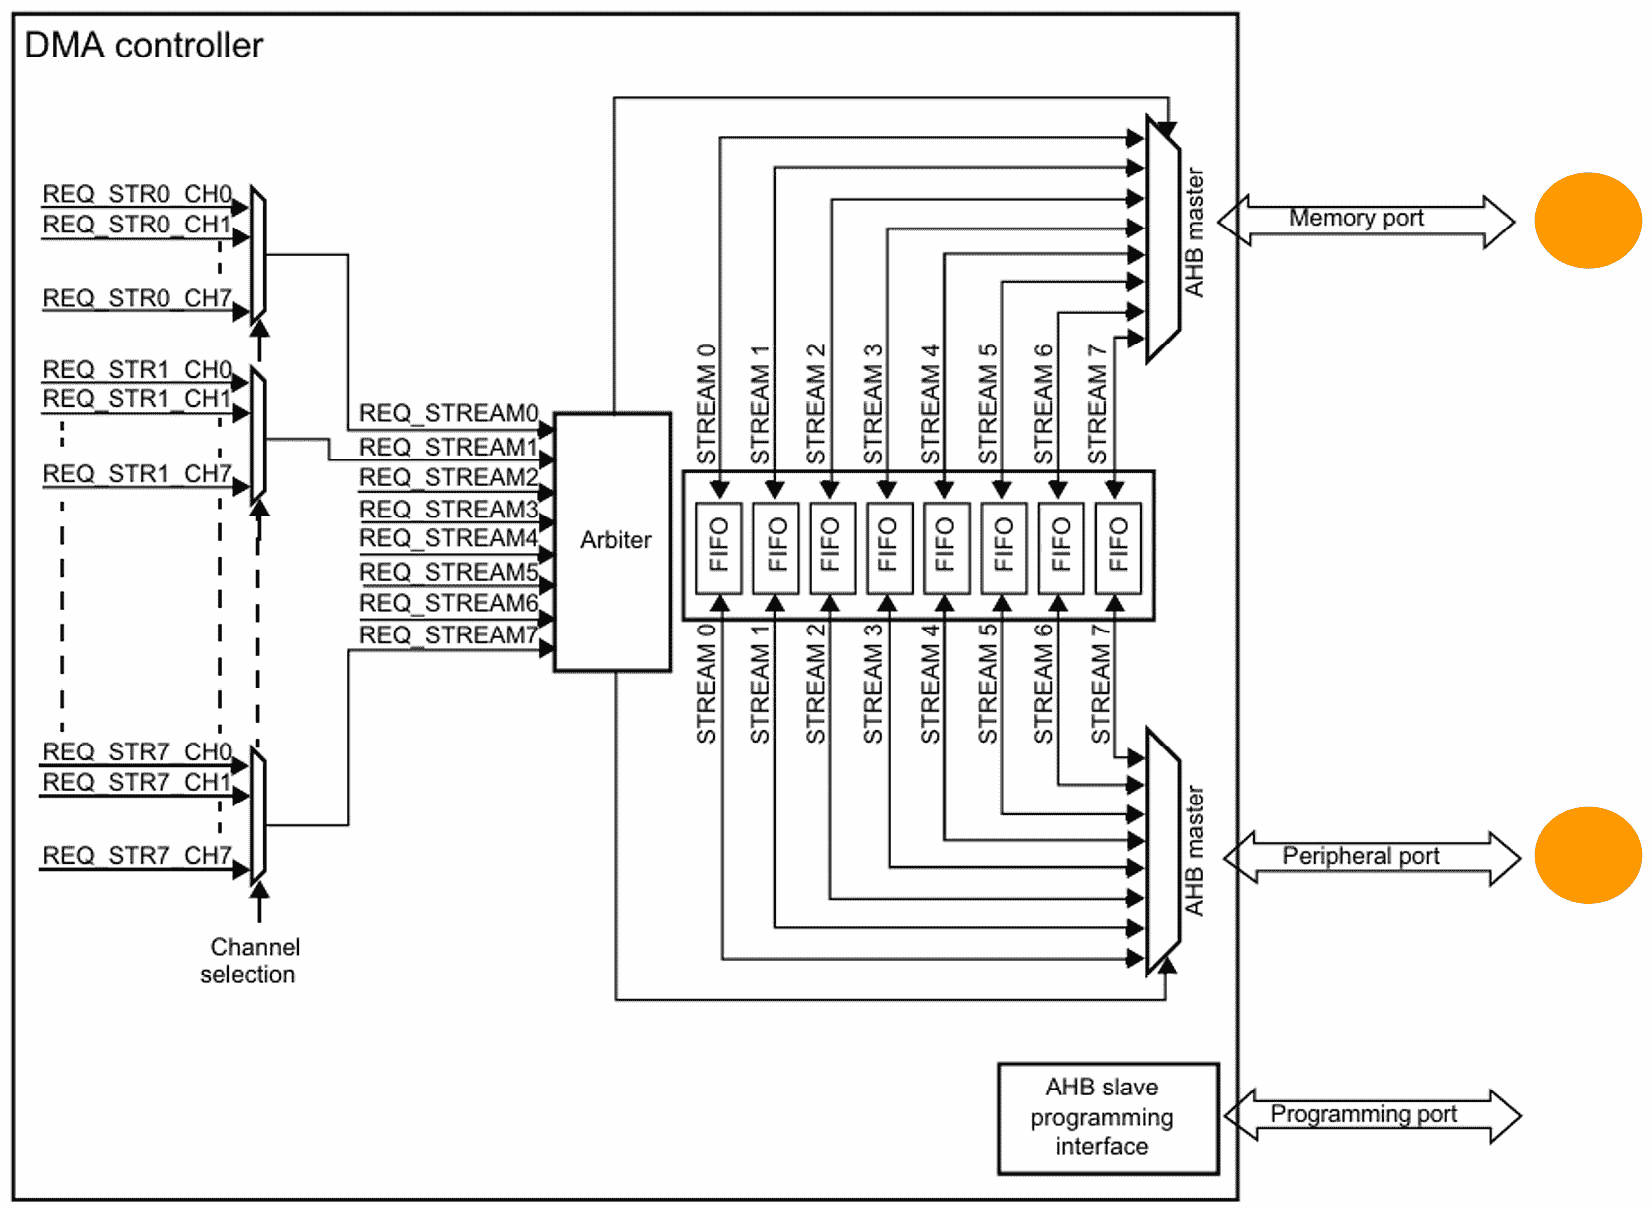 DMA controller
REQ_STR0_CH0
REQ_STR0_CH1
REQ_STR0_CH7
REQ_STR1_CH0
REQ_STR1_CH1
REQ_STR1_CH7
REQ_STR7_CH0
REQ_STR7_CH1
REQ_STR7_CH7
Channel
selection
REQ_STREAM0
REQ_STREAM1
REQ_STREAM2
REQ_STREAM3
REQ_STREAM4
REQ_STREAM5
REQ_STREAM6
REQ_STREAM7
Arbiter
STREAM 0
STREAM 1
STREAM 2
STREAM 3
STREAM 4
STREAM 5
STREAM 6
STREAM 7
FIFO
FIFO
FIFO
FIFO
FIFO
FIFO
FIFO
FIFO
STREAM 0
STREAM 1
STREAM 2
STREAM 3
STREAM 4
STREAM 5
STREAM 6
STREAM 7
AHB master
Memory port
AHB master
Peripheral port
AHB slave
programming
interface
Programming port